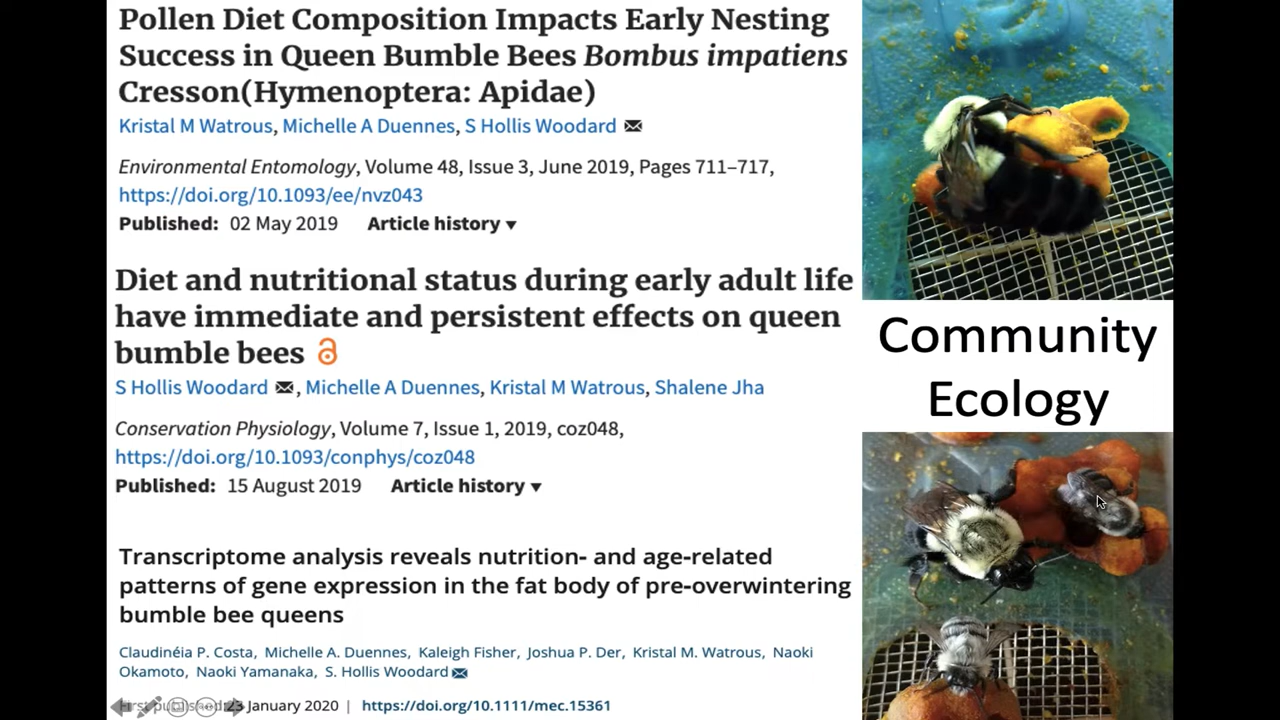 Pollen Diet Composition Impacts Early Nesting
Success in Queen Bumble Bees Bombus impatiens
Cresson(Hymenoptera: Apidae)
Kristal M Watrous, Michelle A Duennes, S Hollis Woodard
Environmental Entomology, Volume 48, Issue 3, June 2019, Pages 711–717,
https://doi.org/10.1093/ee/nvz043
Published: 02 May 2019 Article history
Diet and nutritional status during early adult life
have immediate and persistent effects on queen
bumble bees
S Hollis Woodard, Michelle A Duennes, Kristal M Watrous, Shalene Jha
Conservation Physiology, Volume 7, Issue 1, 2019, coz048,
https://doi.org/10.1093/conphys/coz048
Published: 15 August 2019 Article history
Transcriptome analysis reveals nutrition- and age-related
patterns of gene expression in the fat body of pre-overwintering
bumble bee queens
Claudinéia P. Costa, Michelle A. Duennes, Kaleigh Fisher, Joshua P. Der, Kristal M. Watrous, Naoki
Okamoto, Naoki Yamanaka, S. Hollis Woodard
First published: 23 January 2020 | https://doi.org/10.1111/mec.15361
Community
Ecology